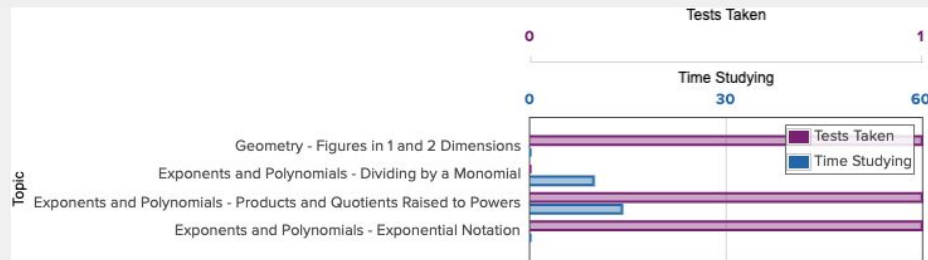 Tests Taken
0 1
Time Studying
0 30 60
Tests Taken
Geometry - Figures in 1 and 2 Dimensions
Time Studying
Exponents and Polynomials - Dividing by a Monomial
Topic
Exponents and Polynomials - Products and Quotients Raised to Powers
Exponents and Polynomials - Exponential Notation